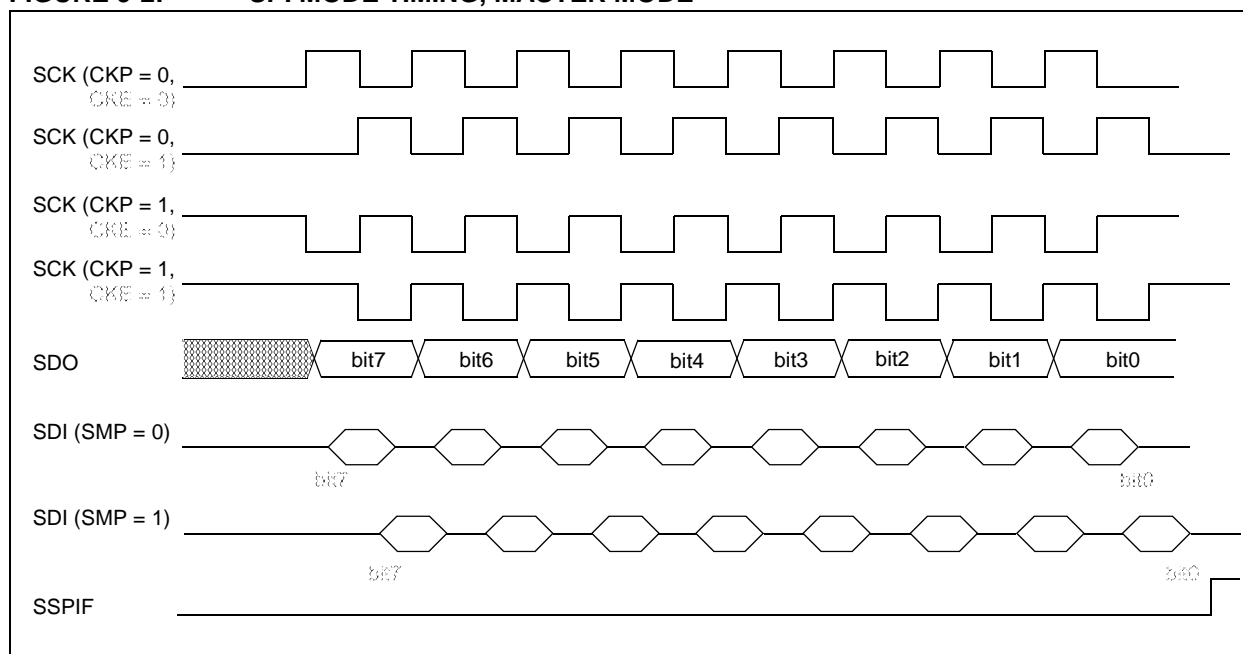 SCK (CKP = 0,
CKE = 0)
SCK (CKP = 0,
CKE = 1)
SCK (CKP = 1,
CKE = 0)
SCK (CKP = 1,
CKE = 1)
SDO
bit7 bit6 bit5 bit4 bit3 bit2 bit1 bit0
SDI (SMP = 0)
bit7 bit0
SDI (SMP = 1)
bit7 bit0
SSPIF